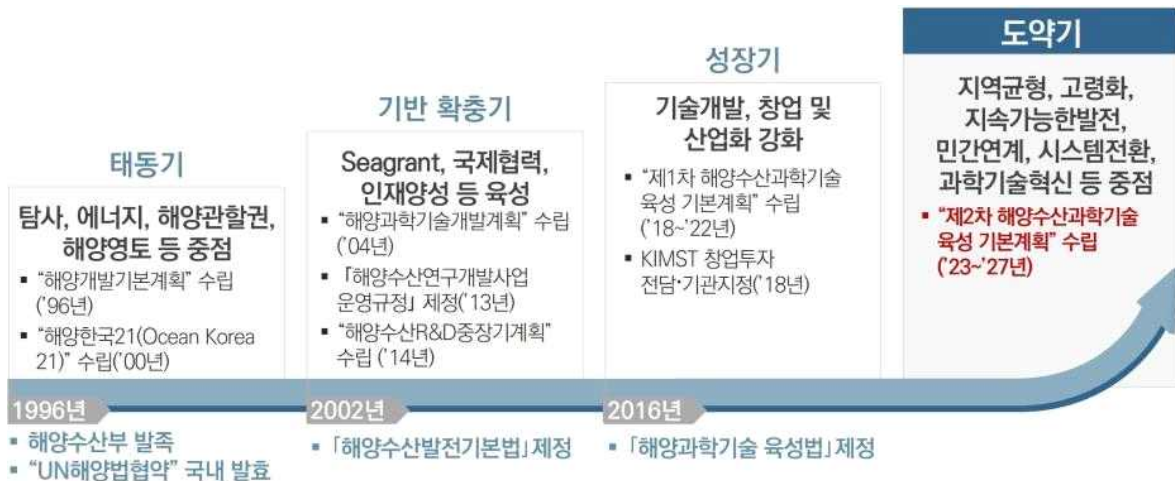 태동기
탐사, 에너지, 해양관할권,
해양영토 등 중점
▪ “해양개발기본계획” 수립
('96년)
▪ “해양한국21(Ocean Korea
21)” 수립('00년)
1996년
▪ 해양수산부 발족
▪ “UN해양법협약” 국내 발효
기반 확충기
Seagrant, 국제협력,
인재양성 등 육성
▪ “해양과학기술개발계획” 수립
('04년)
▪ 「해양수산연구개발사업
운영규정」 제정('13년)
▪ “해양수산R&D중장기계획”
수립 ('14년)
2002년
▪ 「해양수산발전기본법」 제정
성장기
기술개발, 창업 및
산업화 강화
▪ “제1차 해양수산과학기술
육성 기본계획” 수립
('18~'22년)
▪ KIMST 창업투자
전담·기관지정('18년)
2016년
▪ 「해양과학기술 육성법」 제정
도약기
지역균형, 고령화,
지속가능한발전,
민간연계, 시스템전환,
과학기술혁신 등 중점
▪ “제2차 해양수산과학기술
육성 기본계획” 수립
('23~'27년)